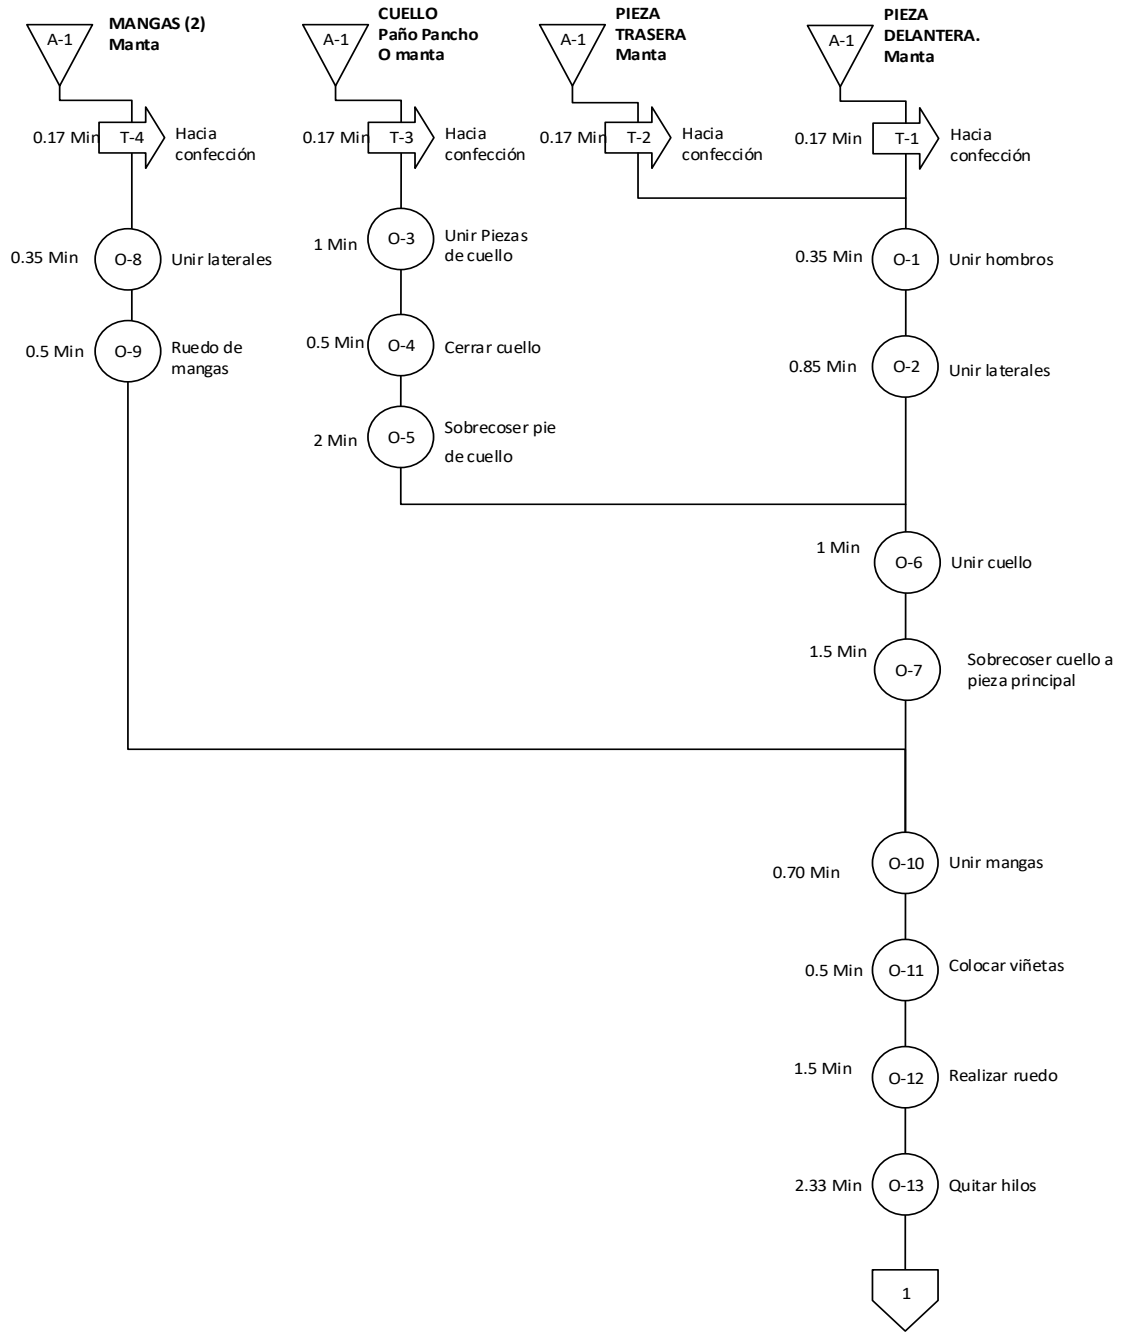 A-1
MANGAS (2)
Manta
0.17 Min
T-4
Hacia
confección
0.35 Min
O-8
Unir laterales
0.5 Min
O-9
Ruedo de
mangas
A-1
CUELLO
Paño Pancho
O manta
0.17 Min
T-3
Hacia
confección
1 Min
O-3
Unir Piezas
de cuello
0.5 Min
O-4
Cerrar cuello
2 Min
O-5
Sobrecoser pie
de cuello
A-1
PIEZA
TRASERA
Manta
0.17 Min
T-2
Hacia
confección
A-1
PIEZA
DELANTERA.
Manta
0.17 Min
T-1
Hacia
confección
0.35 Min
O-1
Unir hombros
0.85 Min
O-2
Unir laterales
1 Min
O-6
Unir cuello
1.5 Min
O-7
Sobrecoser cuello a
pieza principal
0.70 Min
O-10
Unir mangas
0.5 Min
O-11
Colocar viñetas
1.5 Min
O-12
Realizar ruedo
2.33 Min
O-13
Quitar hilos
1